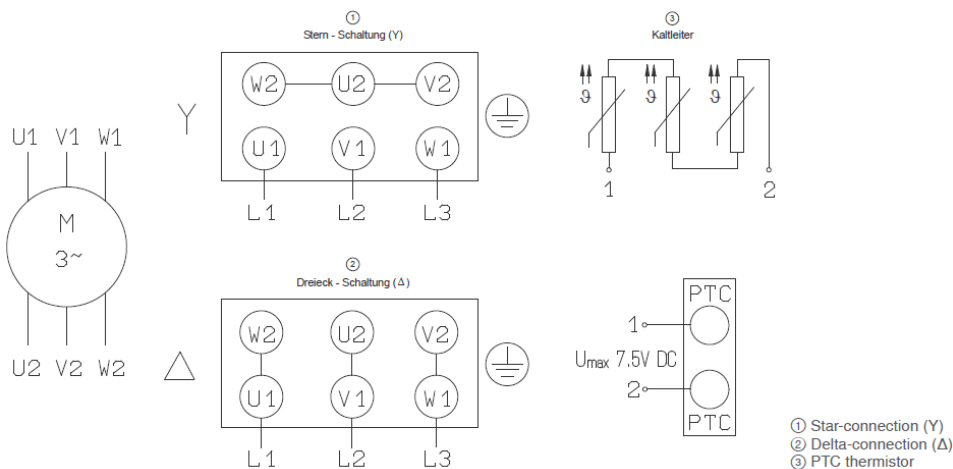 ①
Stern - Schaltung (Y)
W2 U2 V2
Y
U1 V1 W1
L1 L2 L3
③
Kaltleiter
ϑ ϑ ϑ
1 2
U1 V1 W1
M
3~
U2 V2 W2
②
Dreieck - Schaltung (Δ)
W2 U2 V2
△
U1 V1 W1
L1 L2 L3
PTC
1
Umax 7.5V DC
2
PTC
① Star-connection (Y)
② Delta-connection (Δ)
③ PTC thermistor